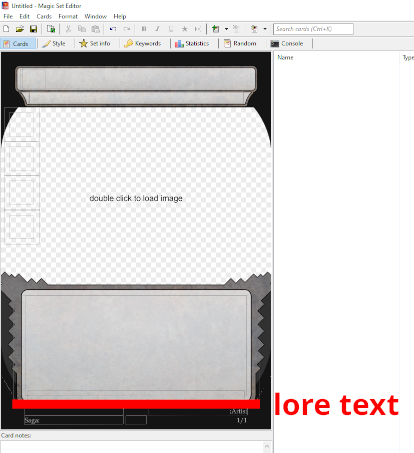 Untitled - Magic Set Editor
File Edit Cards Format Window Help
Search cards (Ctrl+K)
Cards Style Set info Keywords Statistics Random Console
Name Type
double click to load image
lore text
(Artist)
Saga: 1/1
Card notes: